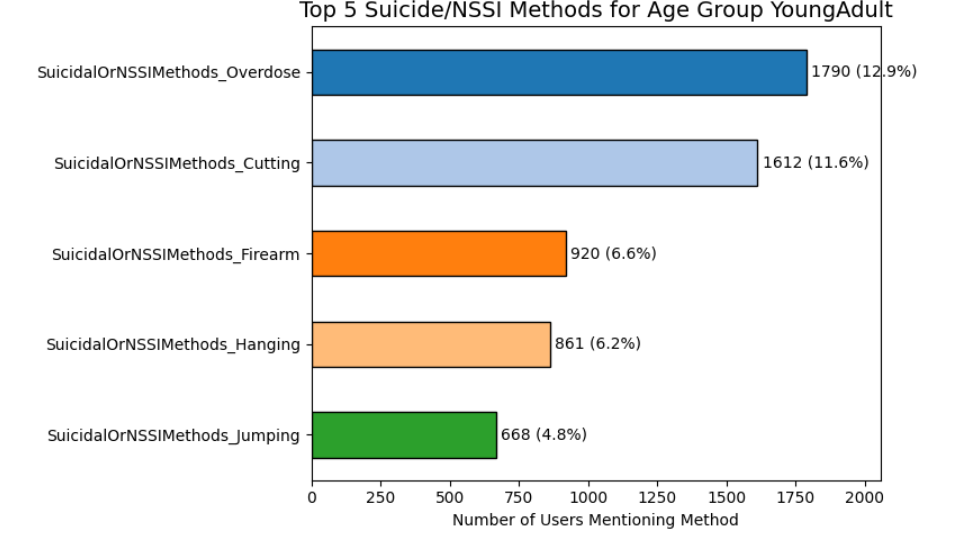 Top 5 Suicide/NSSI Methods for Age Group YoungAdult
SuicidalOrNSSIMethods_Overdose 1790 (12.9%)
SuicidalOrNSSIMethods_Cutting 1612 (11.6%)
SuicidalOrNSSIMethods_Firearm 920 (6.6%)
SuicidalOrNSSIMethods_Hanging 861 (6.2%)
SuicidalOrNSSIMethods_Jumping 668 (4.8%)
0 250 500 750 1000 1250 1500 1750 2000
Number of Users Mentioning Method